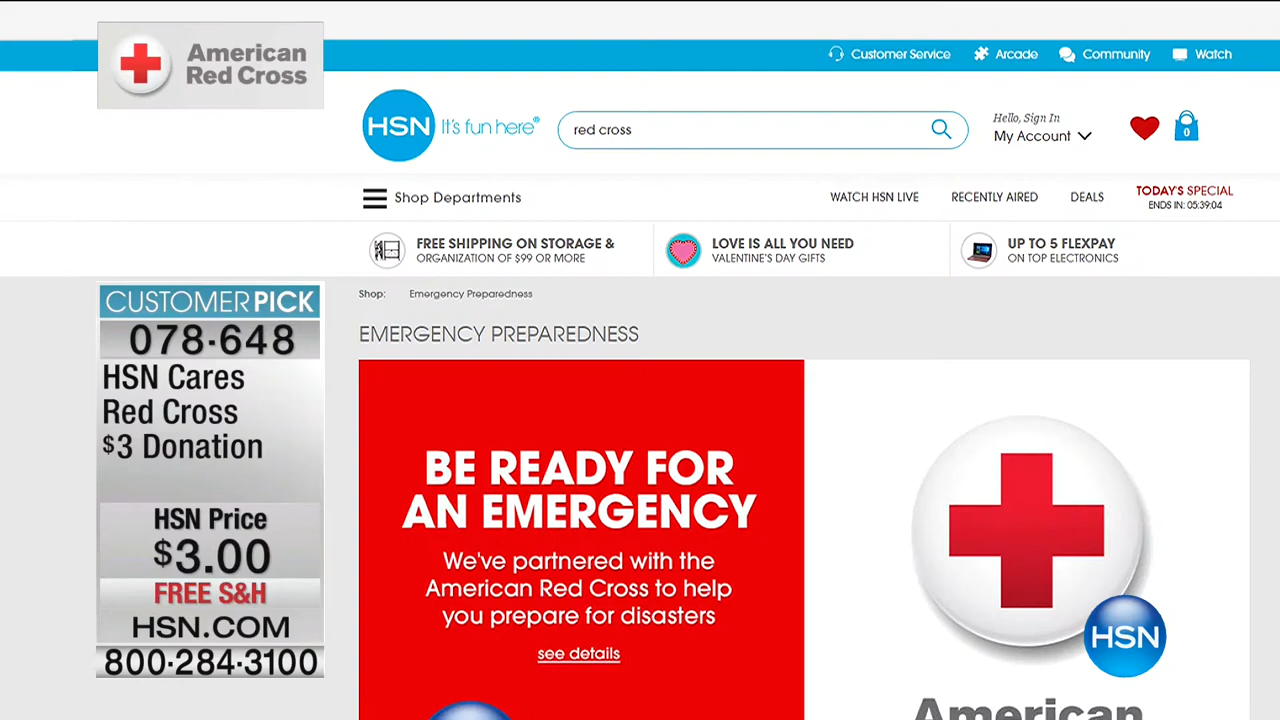 American
Red Cross
Customer Service
Arcade
Community
Watch
HSN It's fun here®
red cross
Hello, Sign In
My Account
0
Shop Departments
WATCH HSN LIVE
RECENTLY AIRED
DEALS
TODAY'S SPECIAL
ENDS IN: 05:39:04
FREE SHIPPING ON STORAGE &
ORGANIZATION OF $99 OR MORE
LOVE IS ALL YOU NEED
VALENTINE'S DAY GIFTS
UP TO 5 FLEXPAY
ON TOP ELECTRONICS
CUSTOMER PICK
078·648
HSN Cares
Red Cross
$3 Donation
HSN Price
$3.00
FREE S&H
HSN.COM
800·284·3100
Shop: Emergency Preparedness
EMERGENCY PREPAREDNESS
BE READY FOR
AN EMERGENCY
We've partnered with the
American Red Cross to help
you prepare for disasters
see details
HSN
American